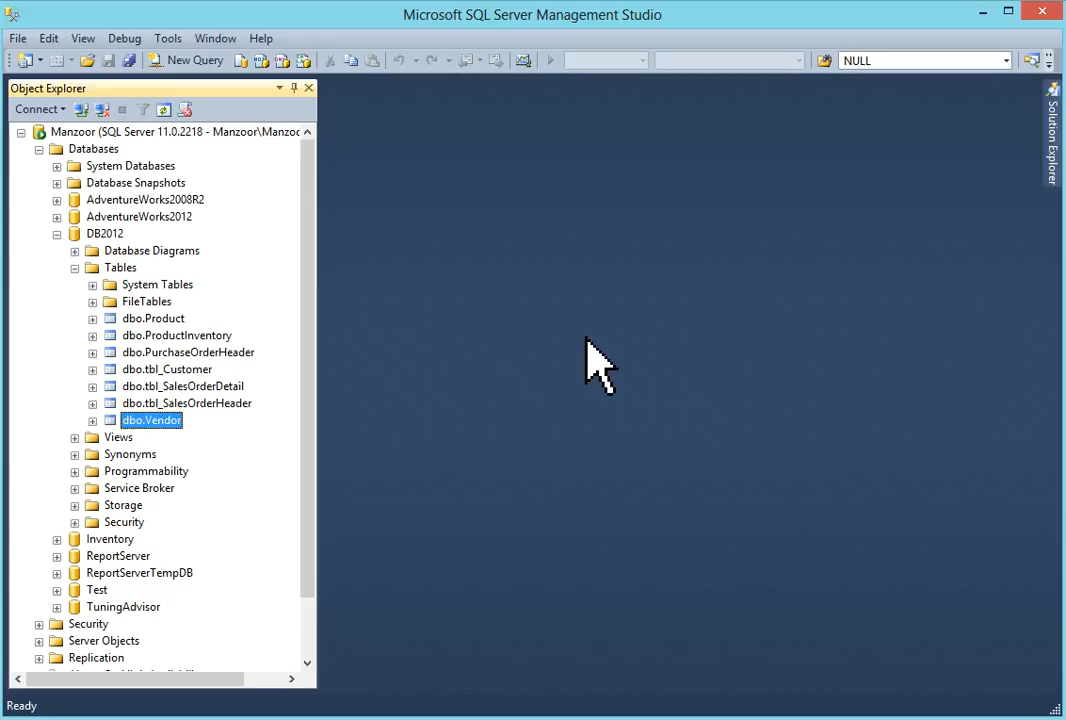 Microsoft SQL Server Management Studio
File Edit View Debug Tools Window Help
New Query NULL
Object Explorer
Connect
Manzoor (SQL Server 11.0.2218 - Manzoor\Manzoo
Databases
System Databases
Database Snapshots
AdventureWorks2008R2
AdventureWorks2012
DB2012
Database Diagrams
Tables
System Tables
FileTables
dbo.Product
dbo.ProductInventory
dbo.PurchaseOrderHeader
dbo.tbl_Customer
dbo.tbl_SalesOrderDetail
dbo.tbl_SalesOrderHeader
dbo.Vendor
Views
Synonyms
Programmability
Service Broker
Storage
Security
Inventory
ReportServer
ReportServerTempDB
Test
TuningAdvisor
Security
Server Objects
Replication
Ready
Solution Explorer